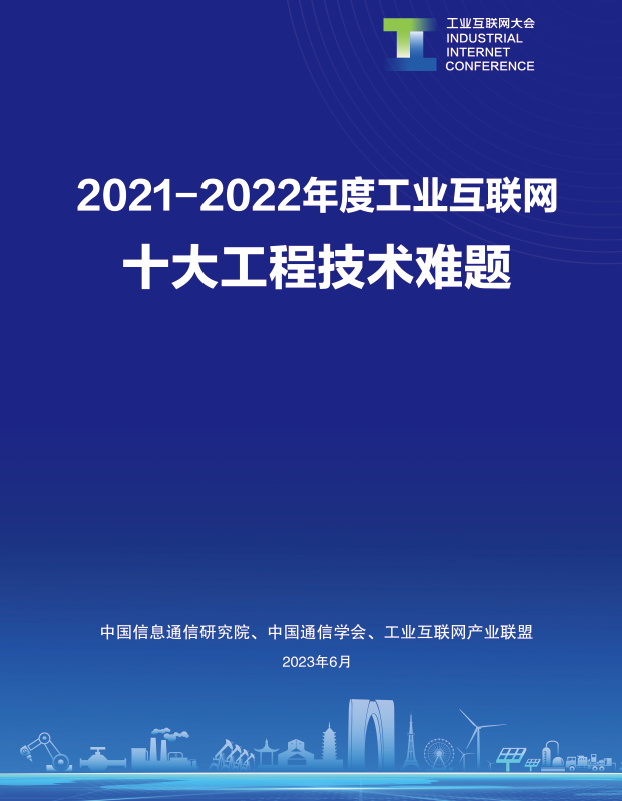 工业互联网大会
INDUSTRIAL
INTERNET
CONFERENCE
2021-2022年度工业互联网
十大工程技术难题
中国信息通信研究院、中国通信学会、工业互联网产业联盟
2023年6月